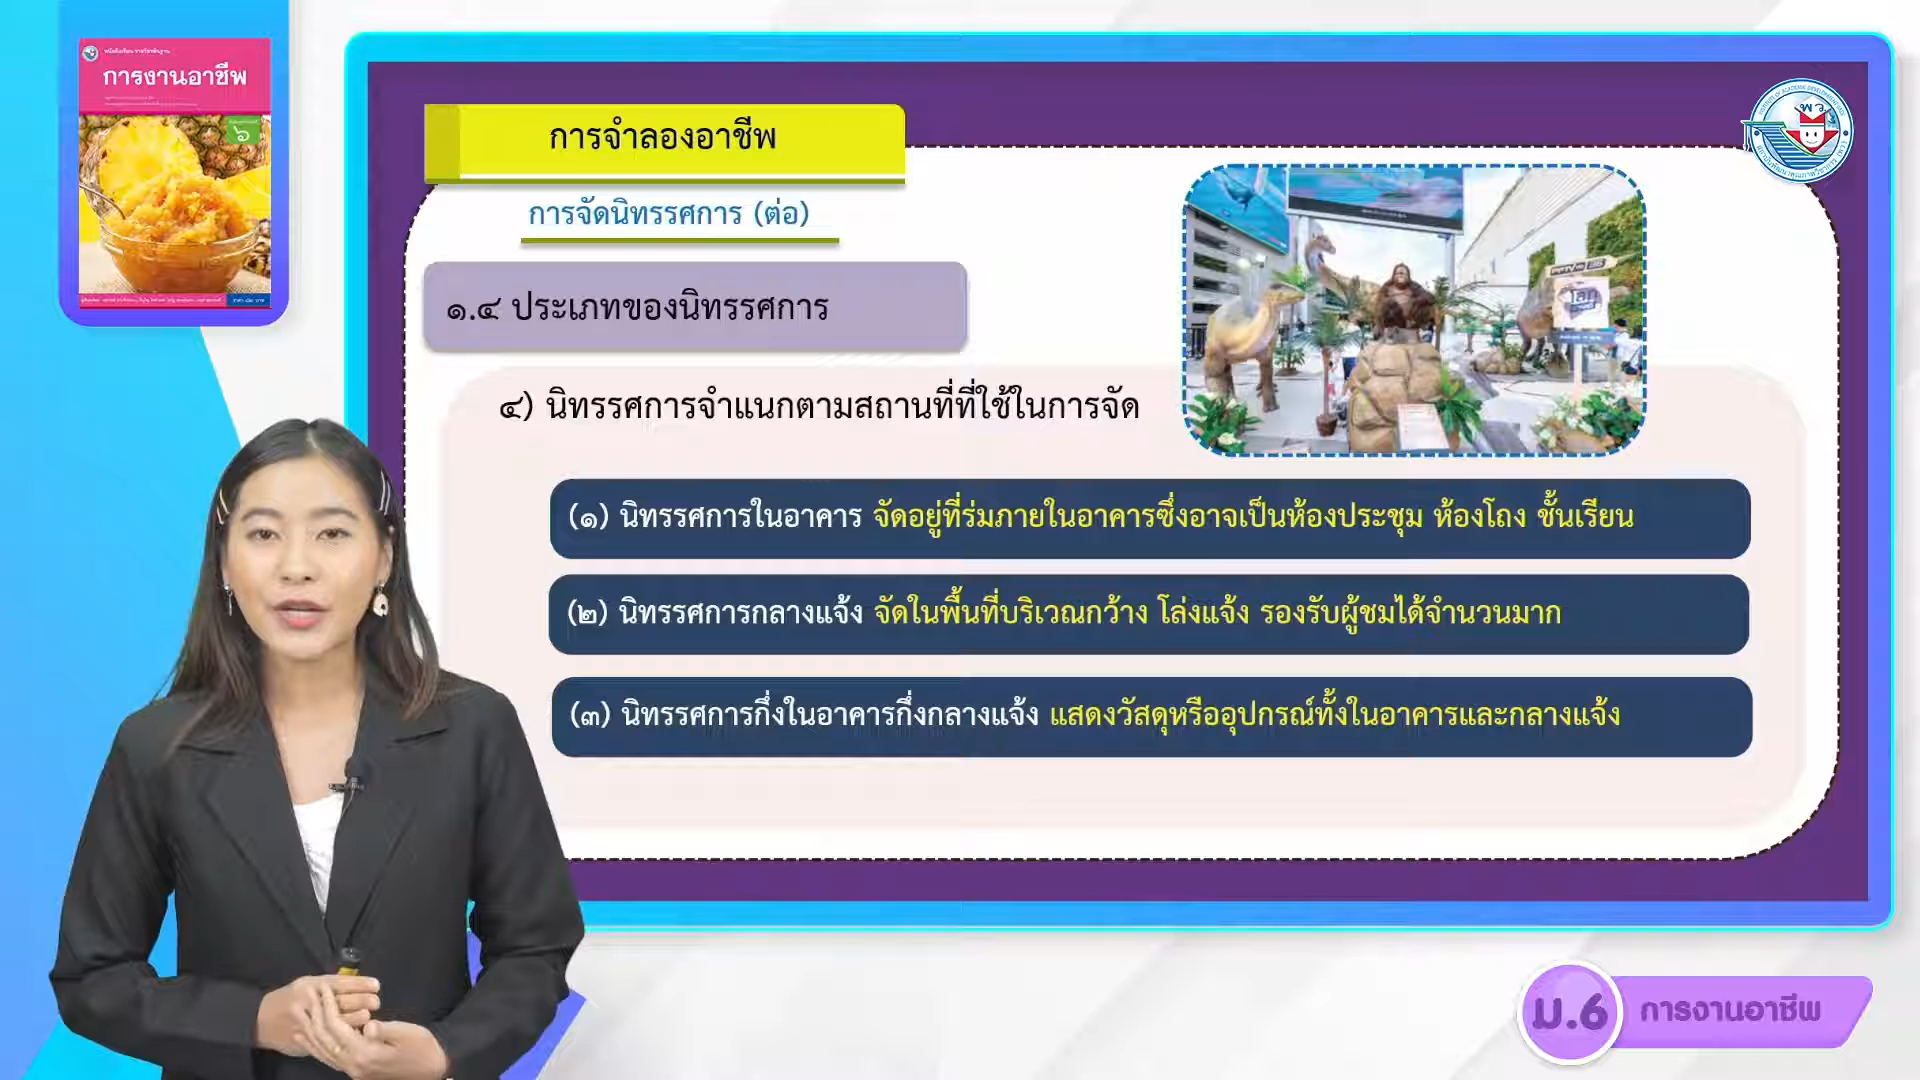 การงานอาชีพ
๖
การจำลองอาชีพ
การจัดนิทรรศการ (ต่อ)
๑.๔ ประเภทของนิทรรศการ
๔) นิทรรศการจำแนกตามสถานที่ที่ใช้ในการจัด
(๑) นิทรรศการในอาคาร จัดอยู่ที่ร่มภายในอาคารซึ่งอาจเป็นห้องประชุม ห้องโถง ชั้นเรียน
(๒) นิทรรศการกลางแจ้ง จัดในพื้นที่บริเวณกว้าง โล่งแจ้ง รองรับผู้ชมได้จำนวนมาก
(๓) นิทรรศการกึ่งในอาคารกึ่งกลางแจ้ง แสดงวัสดุหรืออุปกรณ์ทั้งในอาคารและกลางแจ้ง
พว
ม.6 การงานอาชีพ